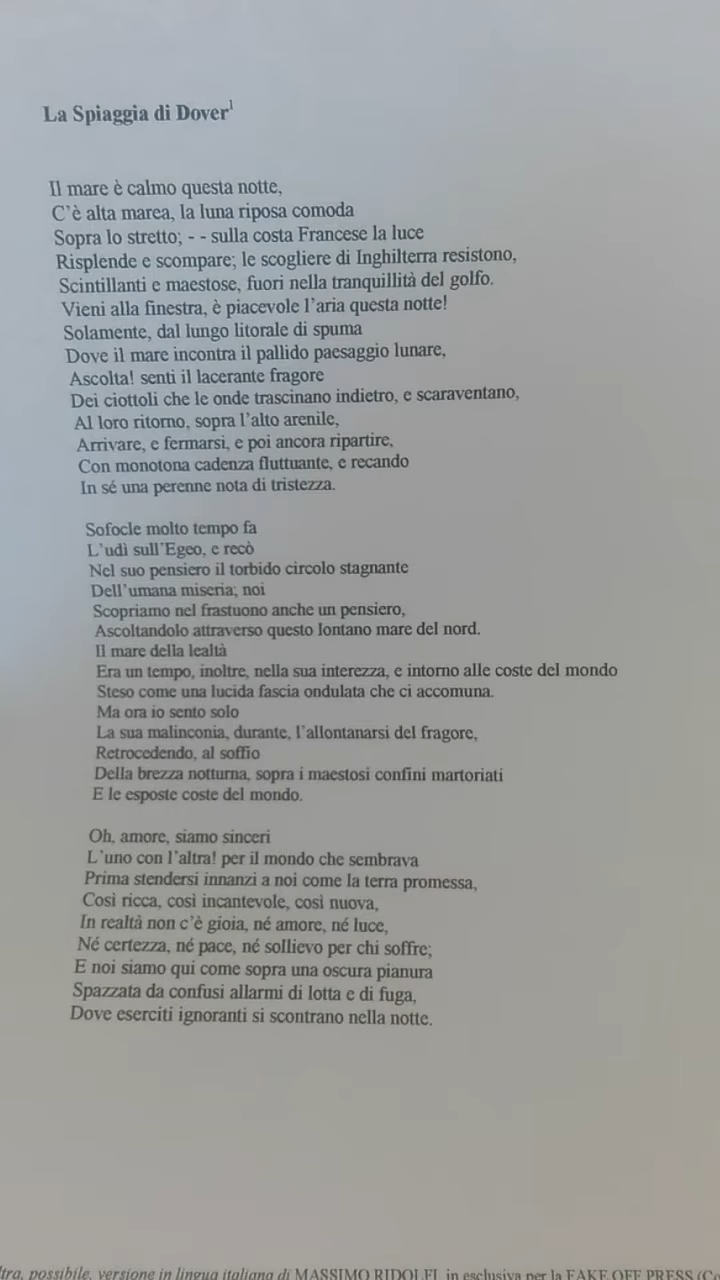 La Spiaggia di Dover1
Il mare è calmo questa notte,
C'è alta marea, la luna riposa comoda
Sopra lo stretto; - - sulla costa Francese la luce
Risplende e scompare; le scogliere di Inghilterra resistono,
Scintillanti e maestose, fuori nella tranquillità del golfo.
Vieni alla finestra, è piacevole l'aria questa notte!
Solamente, dal lungo litorale di spuma
Dove il mare incontra il pallido paesaggio lunare,
Ascolta! senti il lacerante fragore
Dei ciottoli che le onde trascinano indietro, e scaraventano,
Al loro ritorno, sopra l'alto arenile,
Arrivare, e fermarsi, e poi ancora ripartire,
Con monotona cadenza fluttuante, e recando
In sé una perenne nota di tristezza.
Sofocle molto tempo fa
L'udì sull'Egeo, e recò
Nel suo pensiero il torbido circolo stagnante
Dell'umana miseria; noi
Scopriamo nel frastuono anche un pensiero,
Ascoltandolo attraverso questo lontano mare del nord.
Il mare della lealtà
Era un tempo, inoltre, nella sua interezza, e intorno alle coste del mondo
Steso come una lucida fascia ondulata che ci accomuna.
Ma ora io sento solo
La sua malinconia, durante, l'allontanarsi del fragore,
Retrocedendo, al soffio
Della brezza notturna, sopra i maestosi confini martoriati
E le esposte coste del mondo.
Oh, amore, siamo sinceri
L'uno con l'altra! per il mondo che sembrava
Prima stendersi innanzi a noi come la terra promessa,
Così ricca, così incantevole, così nuova,
In realtà non c'è gioia, né amore, né luce,
Né certezza, né pace, né sollievo per chi soffre;
E noi siamo qui come sopra una oscura pianura
Spazzata da confusi allarmi di lotta e di fuga,
Dove eserciti ignoranti si scontrano nella notte.
possibile, versione in lingua italiana di MASSIMO RIDOLFI, in esclusiva per la FAKE OFF PRESS